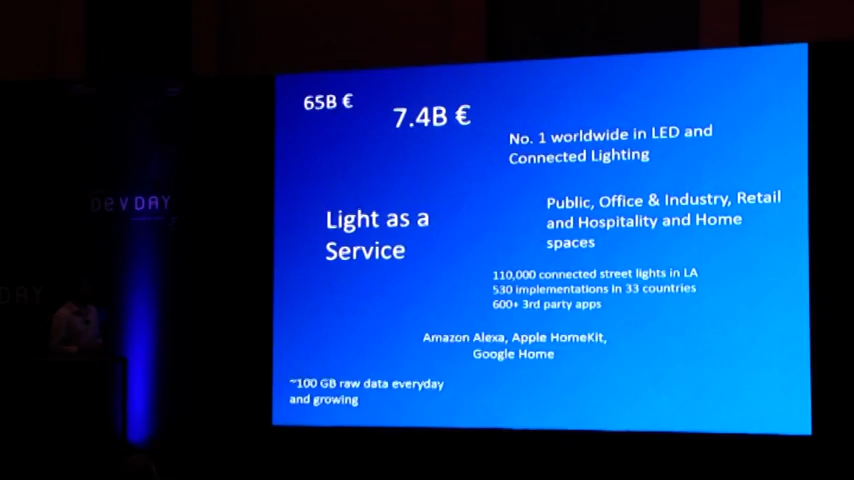 65B €
7.4B €
No. 1 worldwide in LED and
Connected Lighting
DevDAY
Public, Office & Industry, Retail
and Hospitality and Home
spaces
Light as a
Service
110,000 connected street lights in LA
530 implementations in 33 countries
600+ 3rd party apps
DAY
Amazon Alexa, Apple HomeKit,
Google Home
~100 GB raw data everyday
and growing